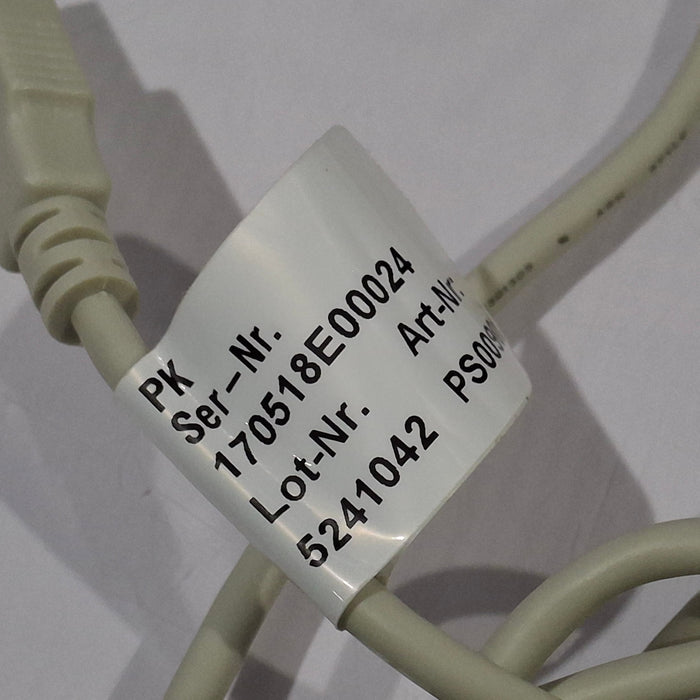 PK
Ser-Nr.
170518E00024
Lot-Nr.
5241042
Art-Nr.